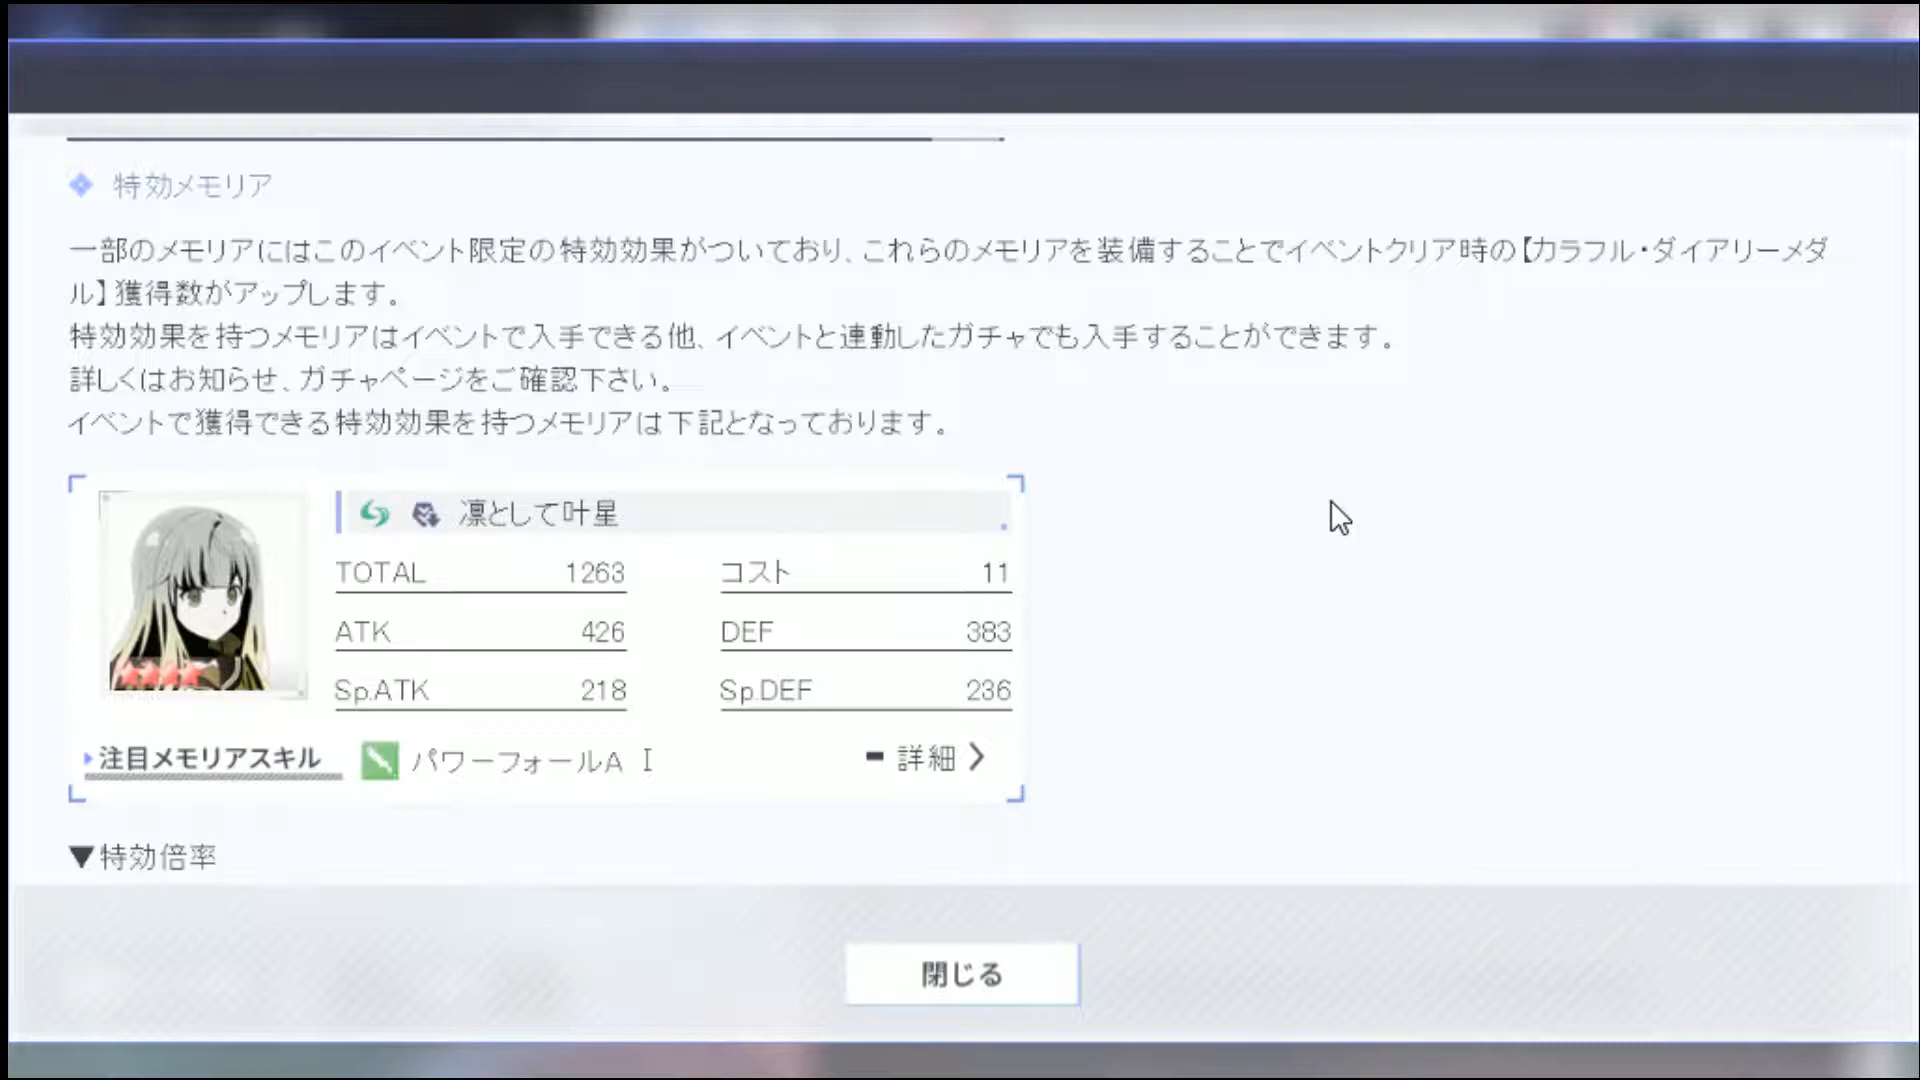 特効メモリア
一部のメモリアにはこのイベント限定の特効効果がついており、これらのメモリアを装備することでイベントクリア時の【カラフル・ダイアリーメダ
ル】獲得数がアップします。
特効効果を持つメモリアはイベントで入手できる他、イベントと連動したガチャでも入手することができます。
詳しくはお知らせ、ガチャページをご確認下さい。
イベントで獲得できる特効効果を持つメモリアは下記となっております。
凛として叶星
TOTAL 1263 コスト 11
ATK 426 DEF 383
Sp.ATK 218 Sp.DEF 236
注目メモリアスキル パワーフォールA Ⅰ 詳細
▼特効倍率
閉じる